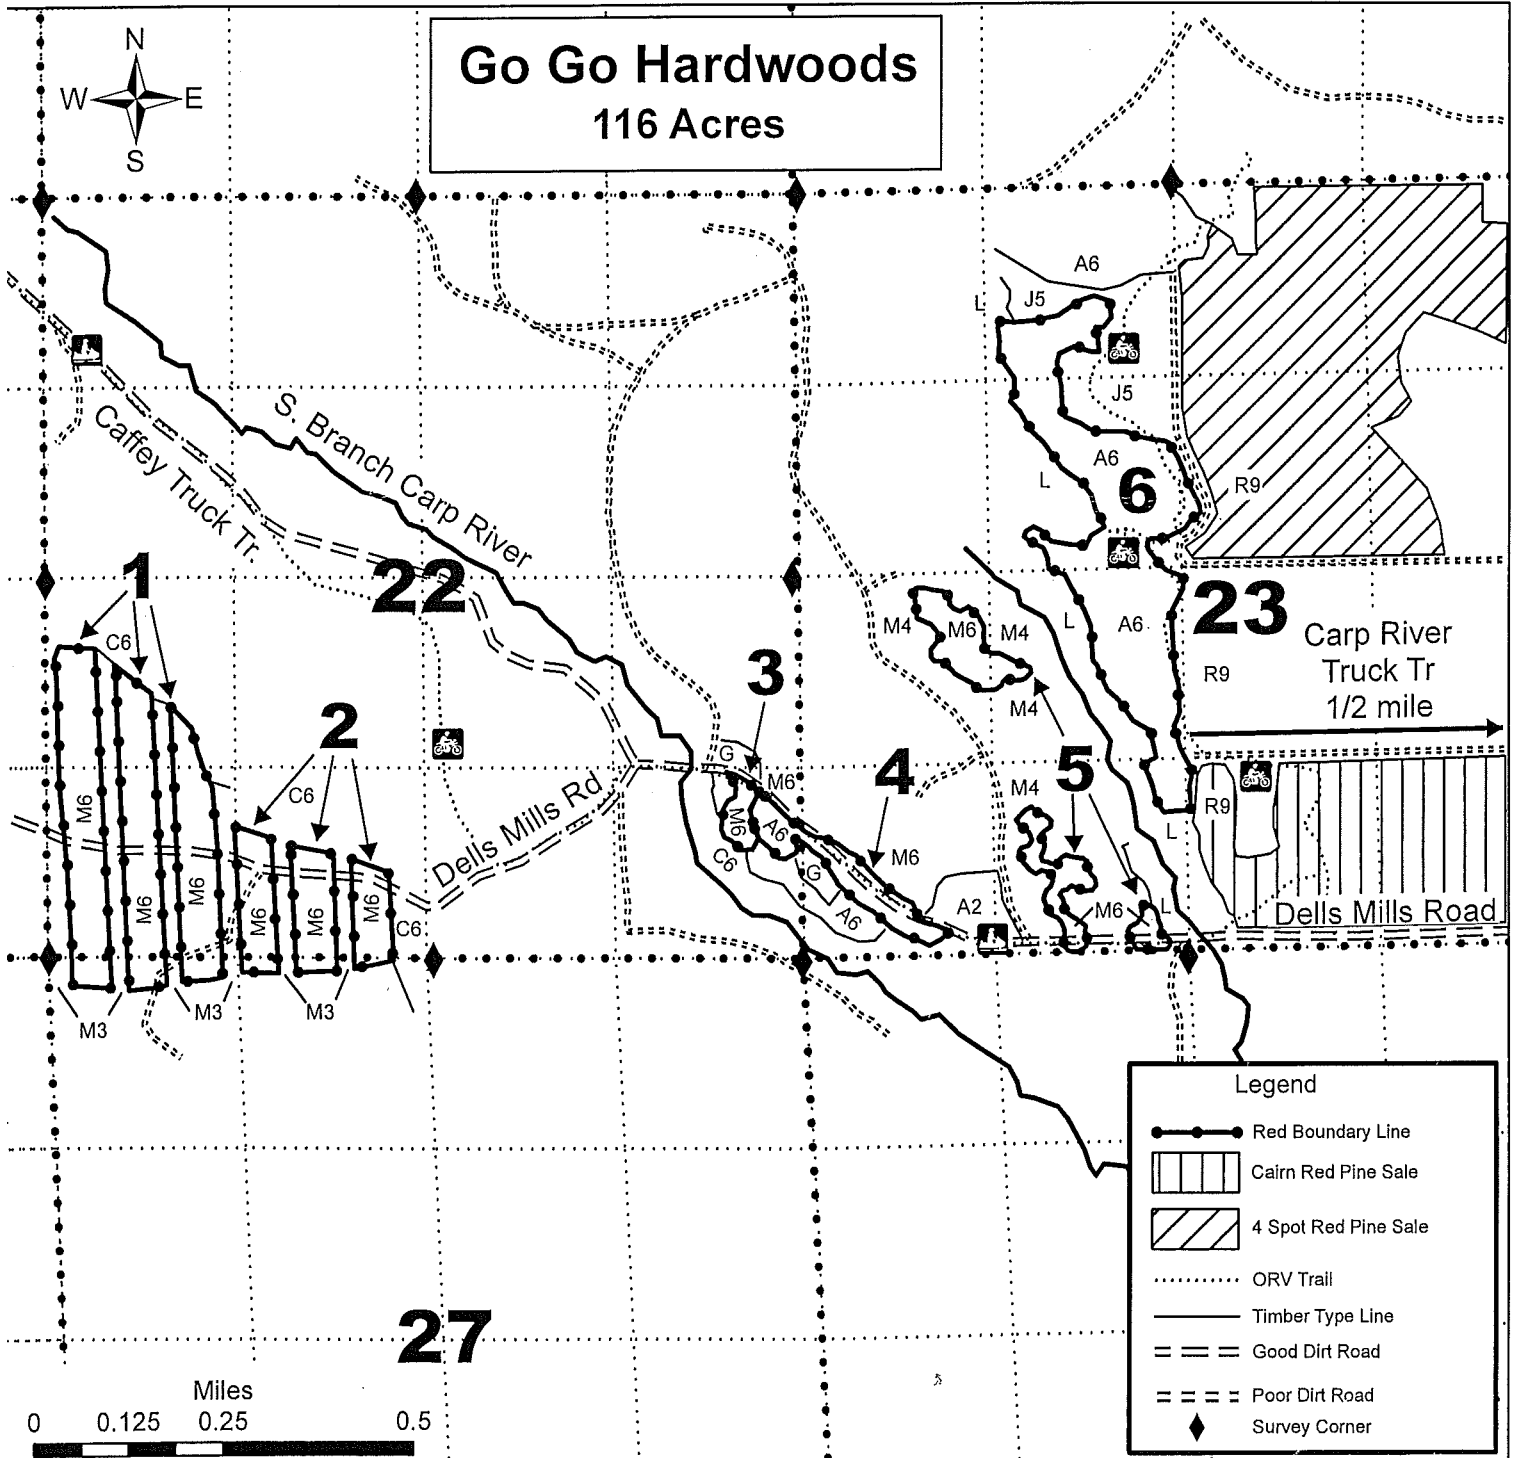 Go Go Hardwoods
116 Acres
N
W E
S
A6
L
J5
J5
S. Branch Carp River
Caffey Truck Tr
A6
L
6
R9
1
22
23
C6
M4
M6
M4
L
A6
Carp River
Truck Tr
1/2 mile
R9
3
M4
2
G
M6
4
5
C6
M4
R9
M6
Dells Mills Rd
M6
A6
L
C6
M6
G
M6
M6
M6
M6
M6
C6
A6
A2
M6
L
Dells Mills Road
M3
M3
M3
Legend
Red Boundary Line
Cairn Red Pine Sale
4 Spot Red Pine Sale
ORV Trail
Timber Type Line
Good Dirt Road
Poor Dirt Road
Survey Corner
27
Miles
0 0.125 0.25 0.5